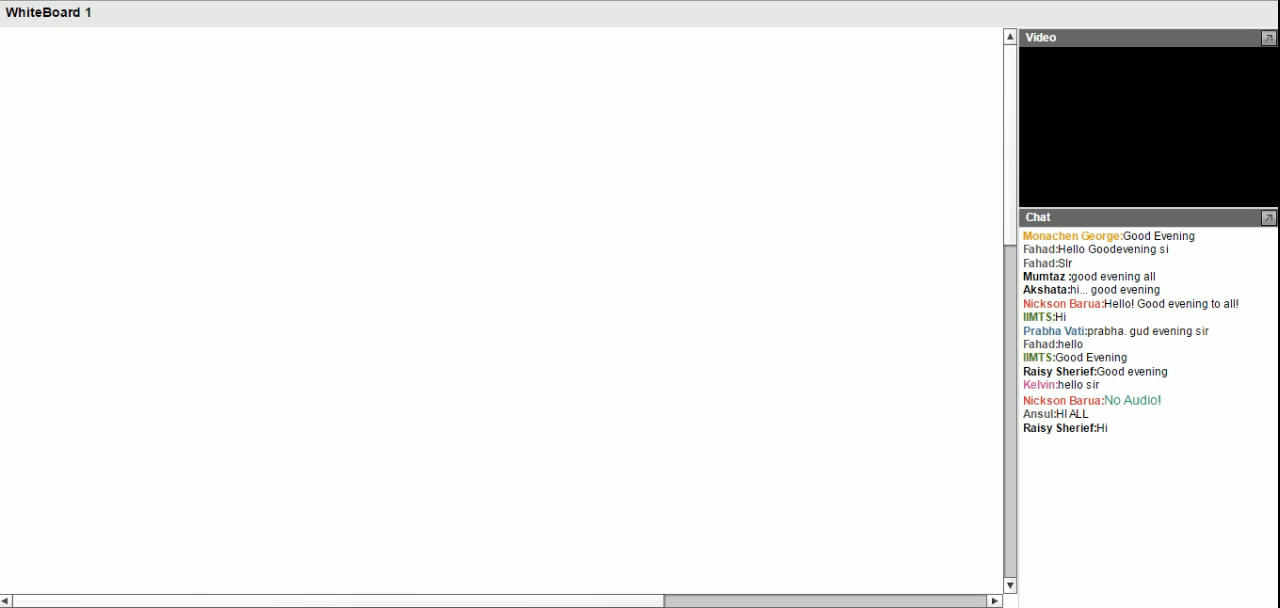 WhiteBoard 1
Video
Chat
Monachen George:Good Evening
Fahad:Hello Goodevening si
Fahad:SIr
Mumtaz :good evening all
Akshata:hi... good evening
Nickson Barua:Hello! Good evening to all!
IIMTS:Hi
Prabha Vati:prabha. gud evening sir
Fahad:hello
IIMTS:Good Evening
Raisy Sherief:Good evening
Kelvin:hello sir
Nickson Barua:No Audio!
Ansul:HI ALL
Raisy Sherief:Hi